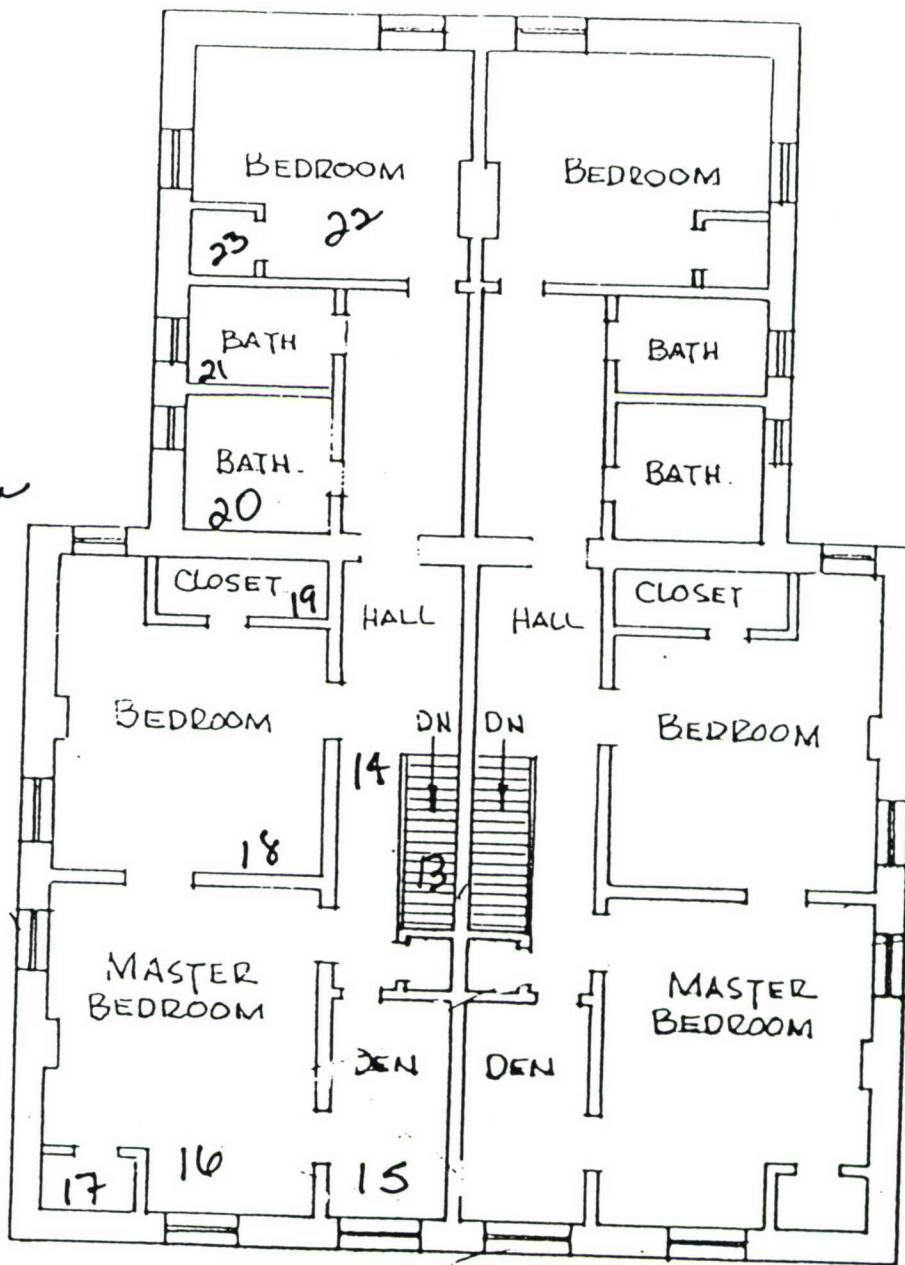 BEDROOM
BEDROOM
22
23
BATH
BATH
21
BATH.
BATH.
20
CLOSET
19
CLOSET
HALL
HALL
BEDROOM
DN
DN
BEDROOM
14
13
18
MASTER
BEDROOM
MASTER
BEDROOM
DEN
DEN
16
15
17